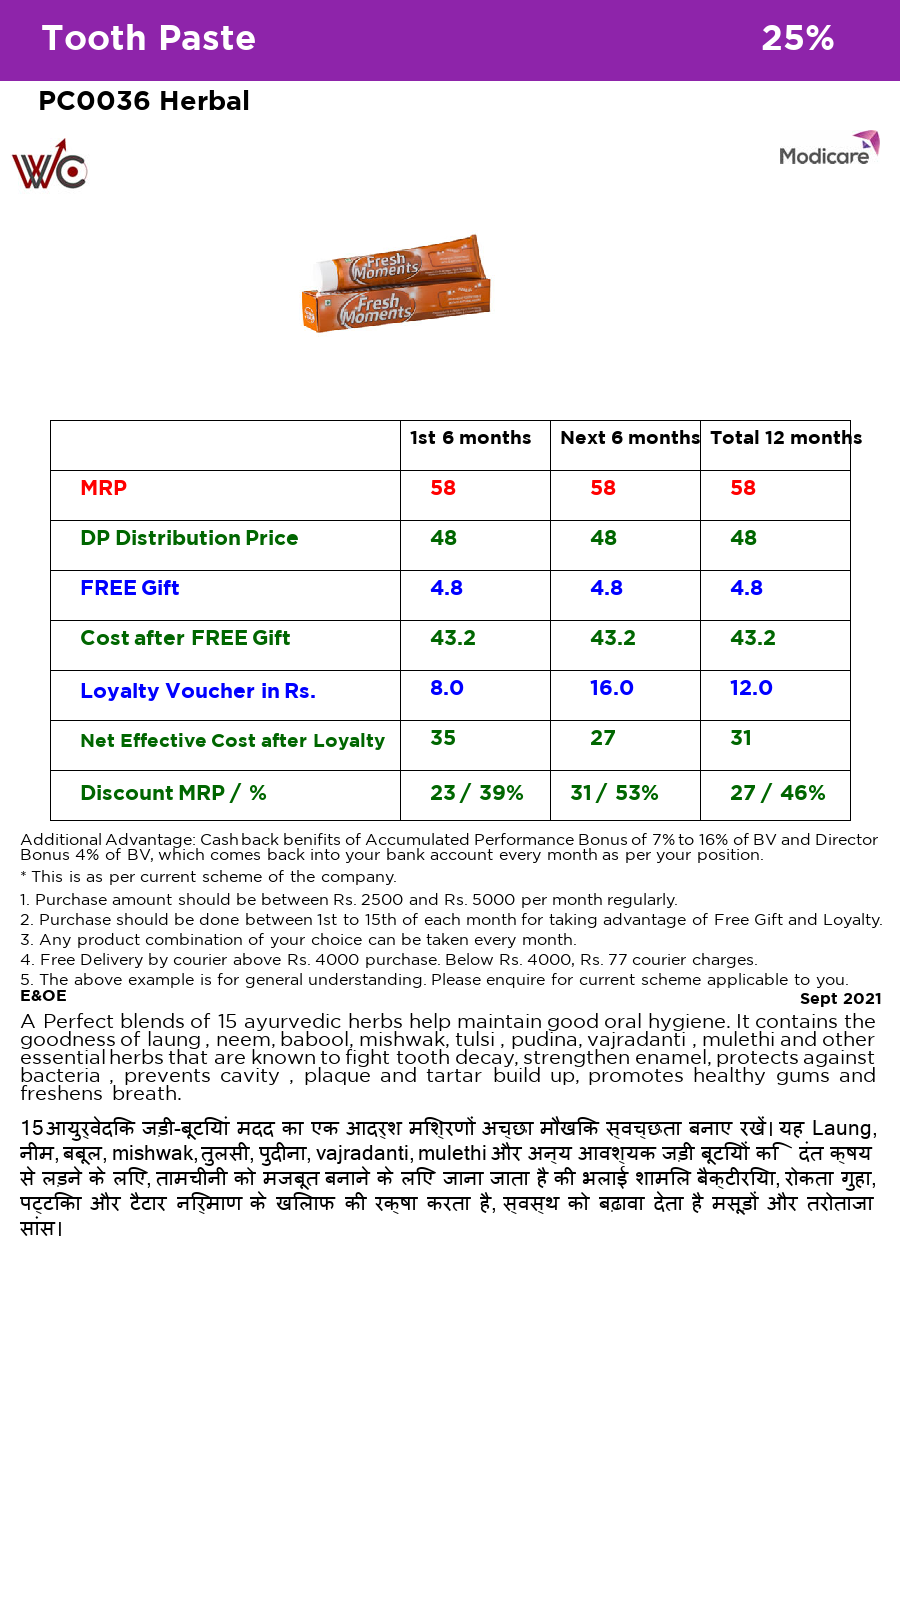 Tooth Paste 25%
PC0036 Herbal
WC
Modicare
Fresh Moments
Fresh Moments
1st 6 months Next 6 months Total 12 months
MRP 58 58 58
DP Distribution Price 48 48 48
FREE Gift 4.8 4.8 4.8
Cost after FREE Gift 43.2 43.2 43.2
Loyalty Voucher in Rs. 8.0 16.0 12.0
Net Effective Cost after Loyalty 35 27 31
Discount MRP / % 23 / 39% 31 / 53% 27 / 46%
Additional Advantage: Cash back benifits of Accumulated Performance Bonus of 7% to 16% of BV and Director
Bonus 4% of BV, which comes back into your bank account every month as per your position.
* This is as per current scheme of the company.
1. Purchase amount should be between Rs. 2500 and Rs. 5000 per month regularly.
2. Purchase should be done between 1st to 15th of each month for taking advantage of Free Gift and Loyalty.
3. Any product combination of your choice can be taken every month.
4. Free Delivery by courier above Rs. 4000 purchase. Below Rs. 4000, Rs. 77 courier charges.
5. The above example is for general understanding. Please enquire for current scheme applicable to you.
E&OE Sept 2021
A Perfect blends of 15 ayurvedic herbs help maintain good oral hygiene. It contains the
goodness of laung , neem, babool, mishwak, tulsi , pudina, vajradanti , mulethi and other
essential herbs that are known to fight tooth decay, strengthen enamel, protects against
bacteria , prevents cavity , plaque and tartar build up, promotes healthy gums and
freshens breath.
15 आयुर्वेदिक जड़ी-बूटियां मदद का एक आदर्श मिश्रिणों अच्छा मौखिक स्वच्छता बनाए रखें। यह Laung,
नीम, बबूल, mishwak, तुलसी, पुदीना, vajradanti, mulethi और अन्य आवश्यक जड़ी बूटियों कि दंत क्षय
से लड़ने के लिए, तामचीनी को मजबूत बनाने के लिए जाना जाता है की भलाई शामिल बैक्टीरिया, रोकता गुहा,
पट्टिका और टैटार निर्माण के खिलाफ की रक्षा करता है, स्वस्थ को बढ़ावा देता है मसूड़ों और तरोताजा
सांस।